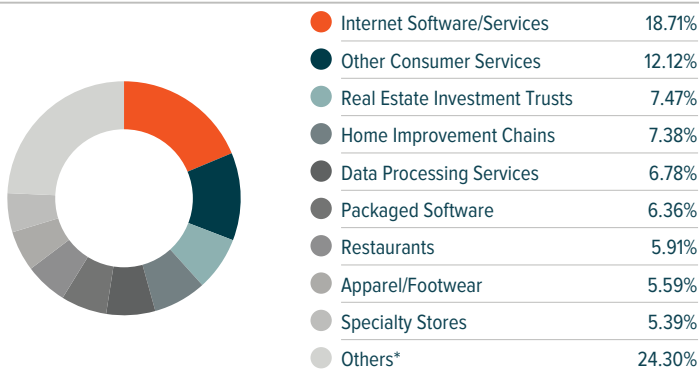 Internet Software/Services 18.71%
Other Consumer Services 12.12%
Real Estate Investment Trusts 7.47%
Home Improvement Chains 7.38%
Data Processing Services 6.78%
Packaged Software 6.36%
Restaurants 5.91%
Apparel/Footwear 5.59%
Specialty Stores 5.39%
Others* 24.30%